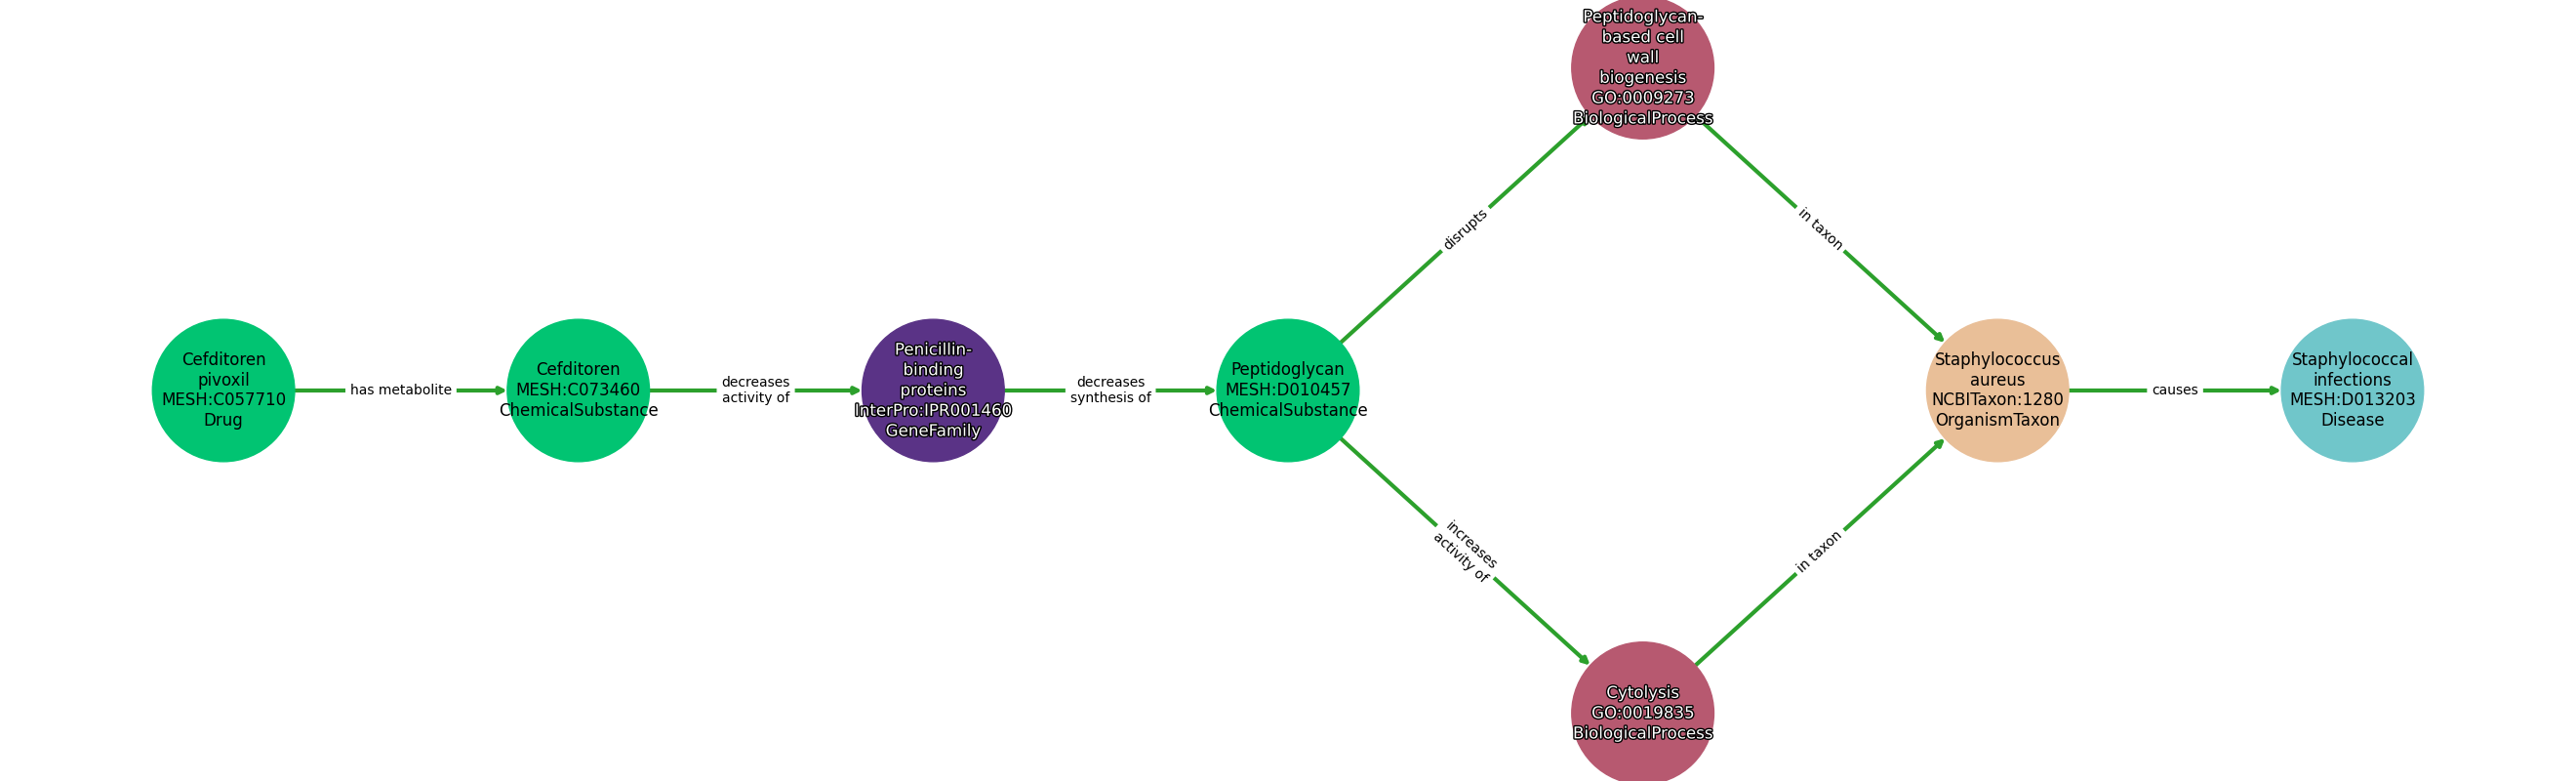 Peptidoglycan-
based cell
wall
biogenesis
GO:0009273
BiologicalProcess
disrupts
in taxon
Cefditoren
pivoxil
MESH:C057710
Drug
has metabolite
Cefditoren
MESH:C073460
ChemicalSubstance
decreases
activity of
Penicillin-
binding
proteins
InterPro:IPR001460
GeneFamily
decreases
synthesis of
Peptidoglycan
MESH:D010457
ChemicalSubstance
Staphylococcus
aureus
NCBITaxon:1280
OrganismTaxon
causes
Staphylococcal
infections
MESH:D013203
Disease
increases
activity of
in taxon
Cytolysis
GO:0019835
BiologicalProcess